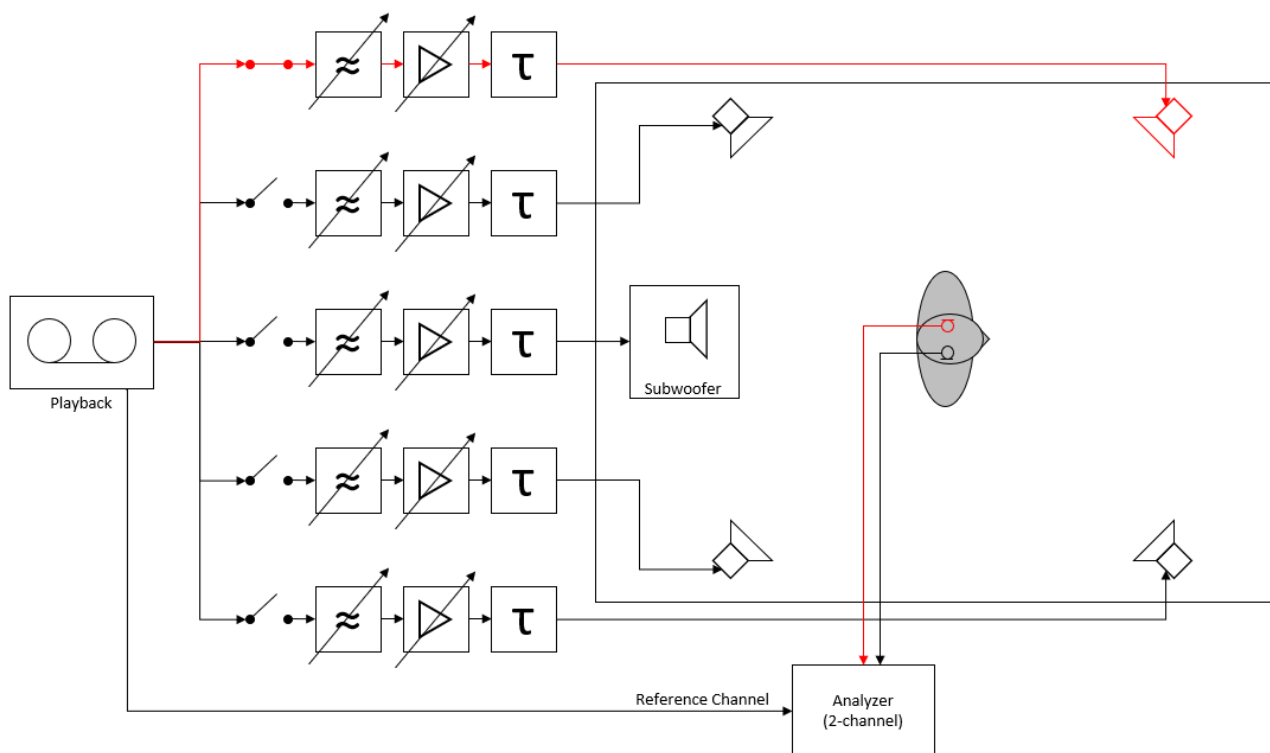 ≈ τ
≈ τ
≈ τ
Subwoofer
Playback
≈ τ
≈ τ
Reference Channel
Analyzer
(2-channel)